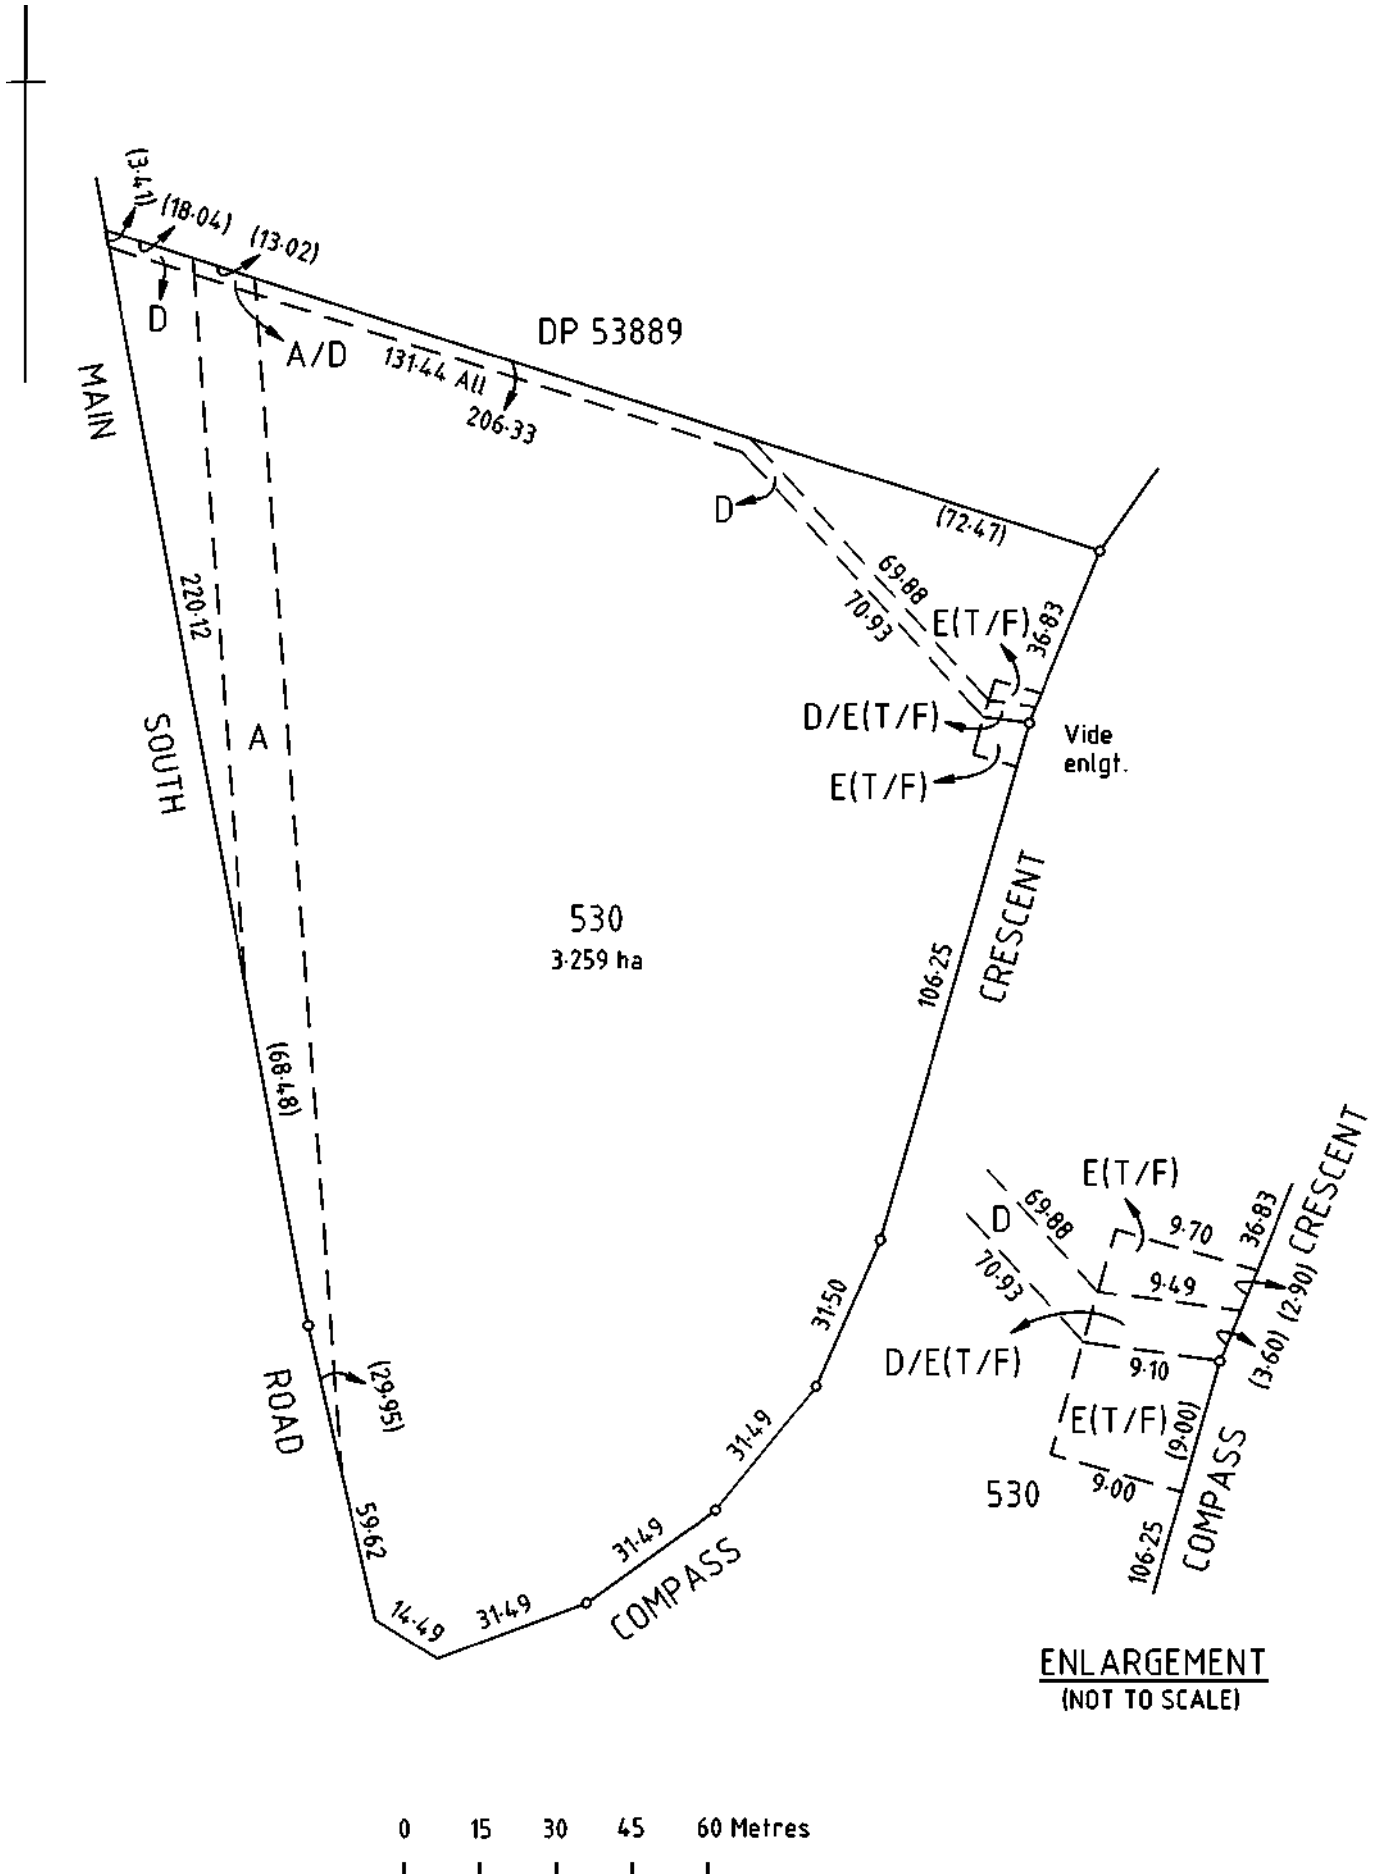 (3·41)
(18·04)
(13·02)
D
A/D
DP 53889
131·44 All
206·33
MAIN
D
(72·47)
69·88
70·93
E(T/F)
36·83
220·12
D/E(T/F)
SOUTH
A
Vide
enlgt.
E(T/F)
530
3·259 ha
CRESCENT
106·25
(68·48)
31·50
ROAD
(29·95)
31·49
59·62
31·49
COMPASS
14·49
31·49
E(T/F)
CRESCENT
36·83
D
69·88
9·70
70·93
9·49
(2·90)
D/E(T/F)
9·10
(3·60)
E(T/F)
(9·00)
530
9·00
COMPASS
106·25
ENLARGEMENT
(NOT TO SCALE)
0 15 30 45 60 Metres